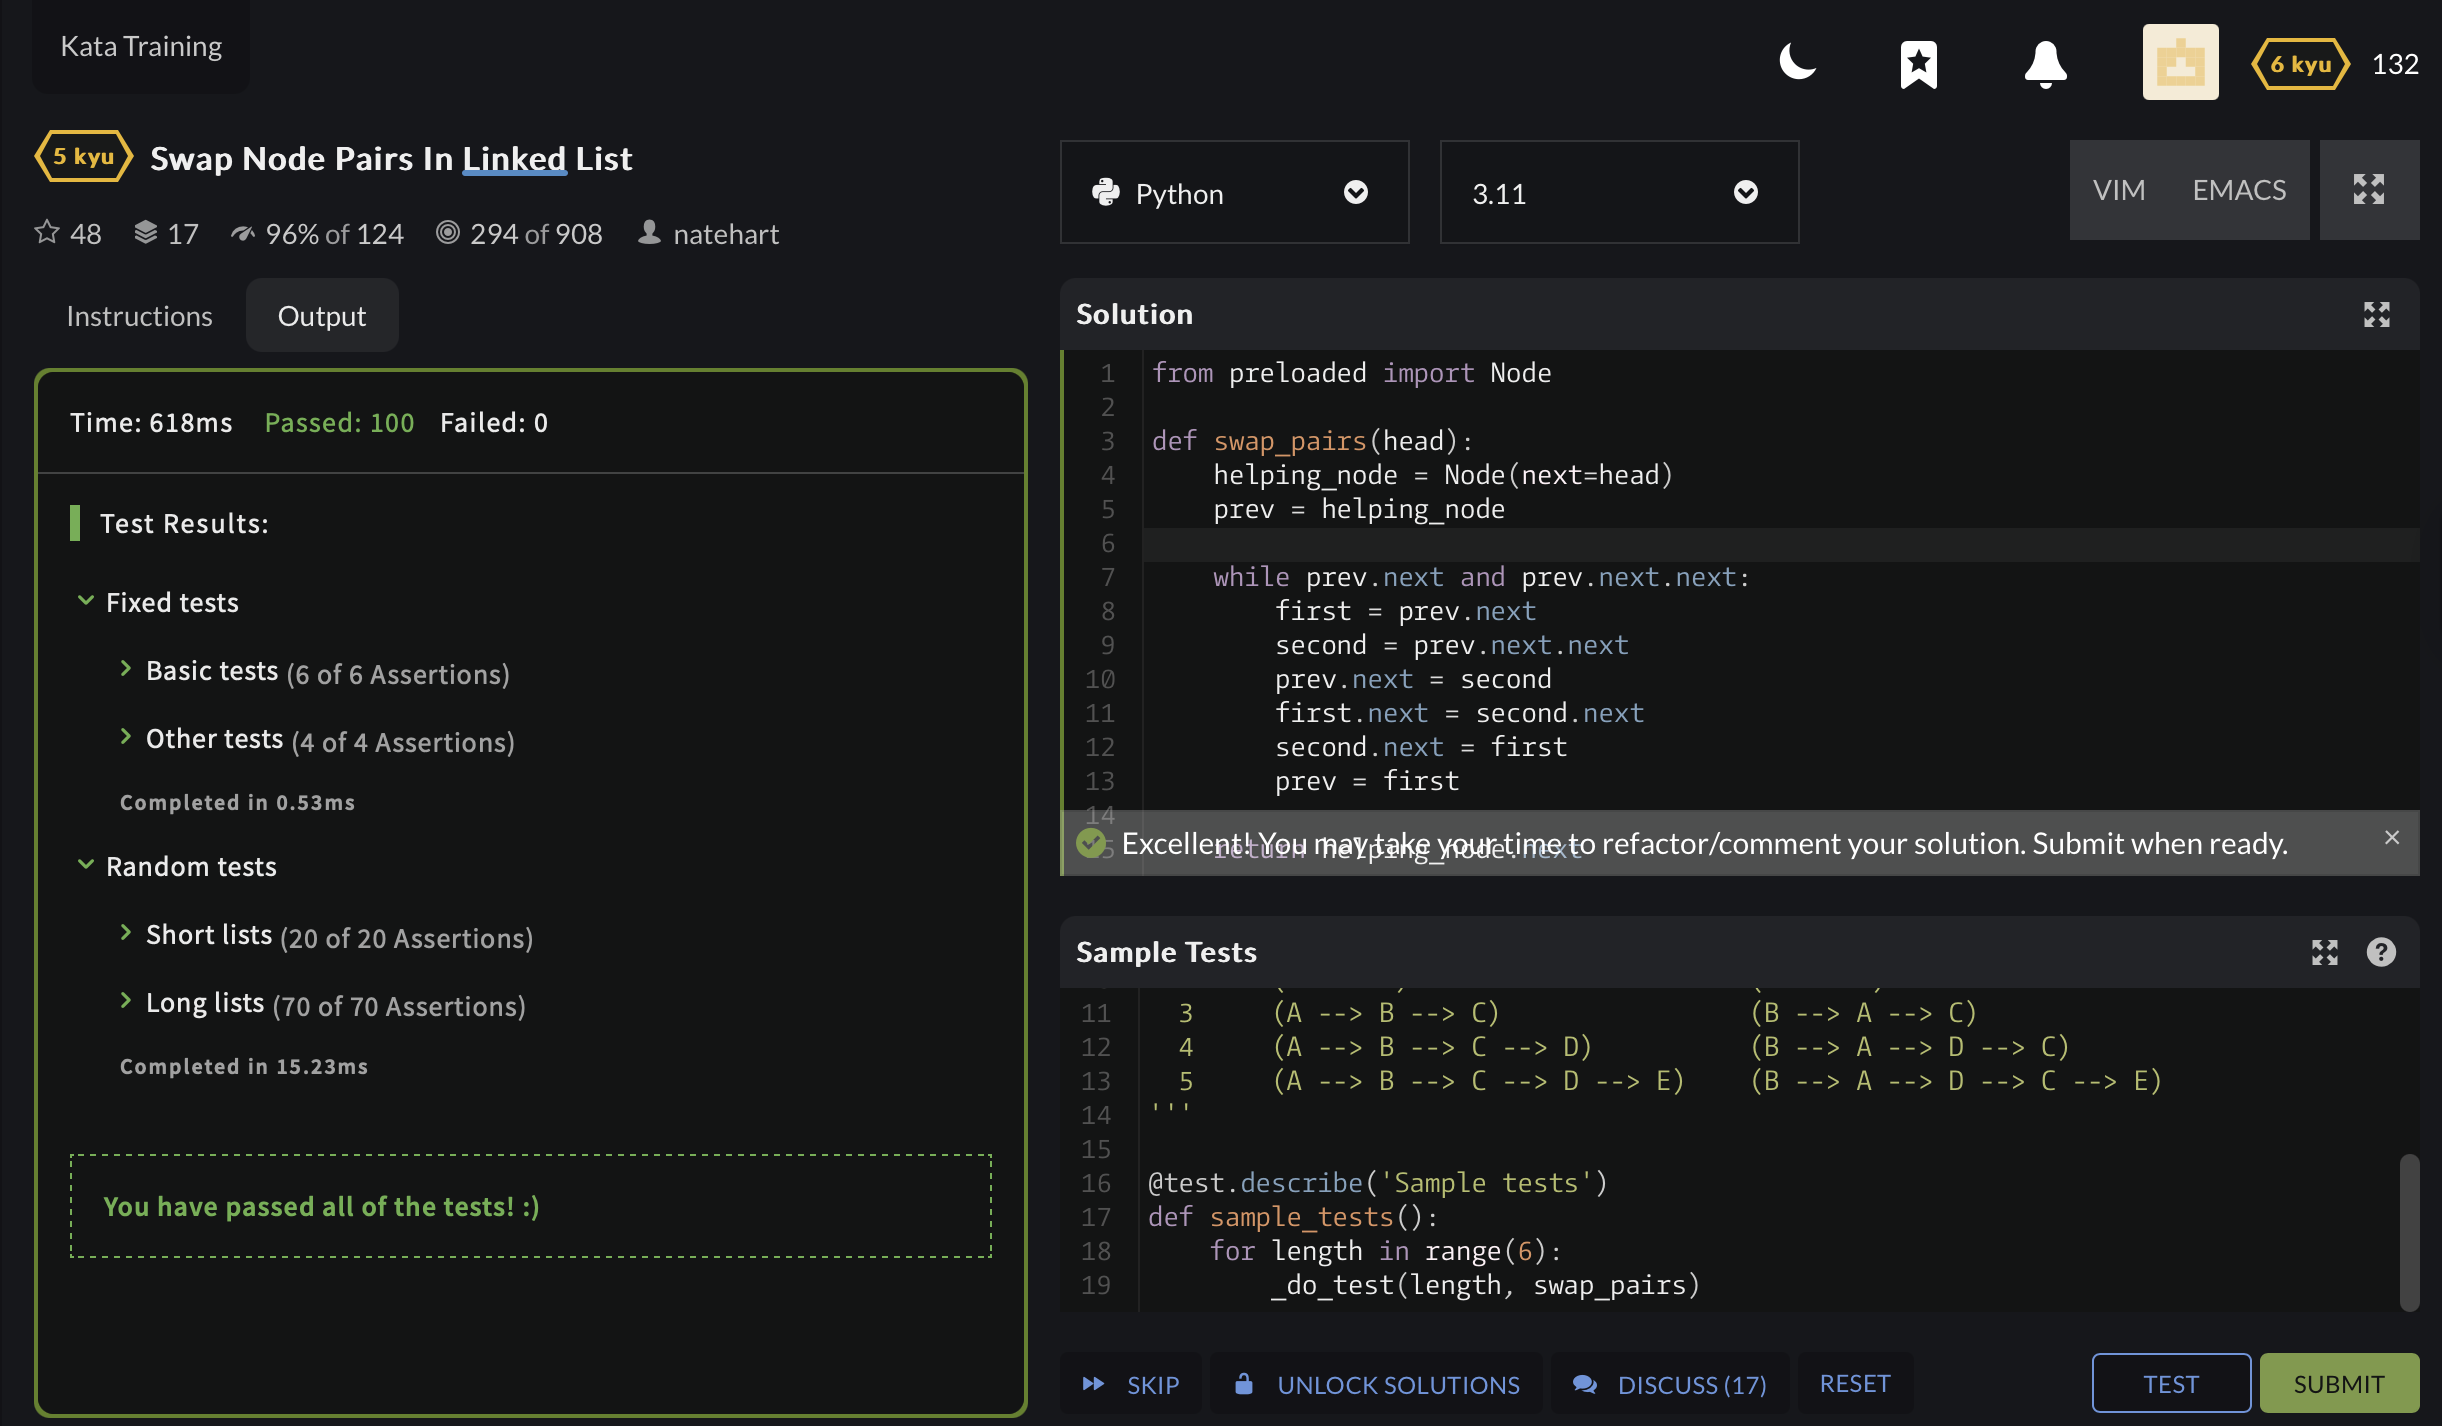 Kata Training
6 kyu 132
5 kyu Swap Node Pairs In Linked List
48 17 96% of 124 294 of 908 natehart
Instructions Output
Time: 618ms Passed: 100 Failed: 0
Test Results:
Fixed tests
Basic tests (6 of 6 Assertions)
Other tests (4 of 4 Assertions)
Completed in 0.53ms
Random tests
Short lists (20 of 20 Assertions)
Long lists (70 of 70 Assertions)
Completed in 15.23ms
You have passed all of the tests! :)
Python 3.11 VIM EMACS
Solution
1 from preloaded import Node
2
3 def swap_pairs(head):
4     helping_node = Node(next=head)
5     prev = helping_node
6
7     while prev.next and prev.next.next:
8         first = prev.next
9         second = prev.next.next
10         prev.next = second
11         first.next = second.next
12         second.next = first
13         prev = first
14
15     return helping_node.next
Excellent! You may take your time to refactor/comment your solution. Submit when ready.
Sample Tests
11   3     (A --> B --> C)                (B --> A --> C)
12   4     (A --> B --> C --> D)          (B --> A --> D --> C)
13   5     (A --> B --> C --> D --> E)    (B --> A --> D --> C --> E)
14 '''
15
16 @test.describe('Sample tests')
17 def sample_tests():
18     for length in range(6):
19         _do_test(length, swap_pairs)
SKIP UNLOCK SOLUTIONS DISCUSS (17) RESET TEST SUBMIT